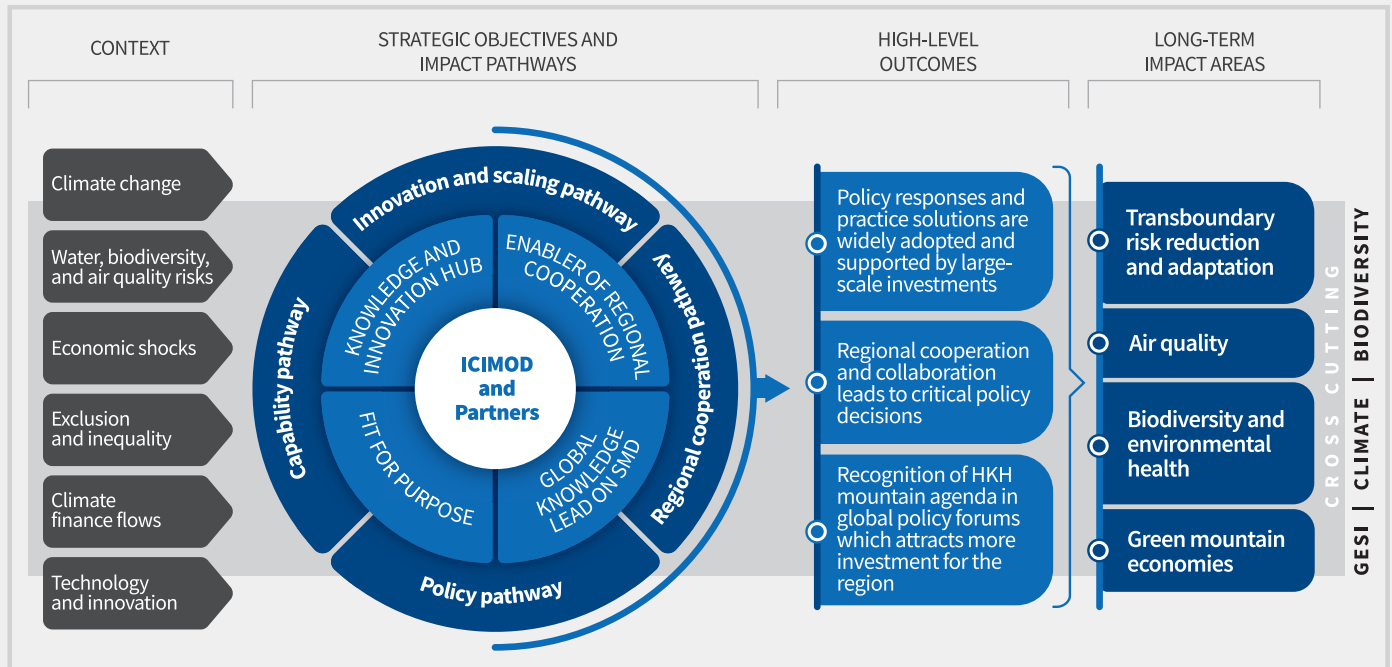 CONTEXT
STRATEGIC OBJECTIVES AND
IMPACT PATHWAYS
HIGH-LEVEL
OUTCOMES
LONG-TERM
IMPACT AREAS
Climate change
Water, biodiversity,
and air quality risks
Economic shocks
Exclusion
and inequality
Climate
finance flows
Technology
and innovation
Innovation and scaling pathway
Capability pathway
Regional cooperation pathway
Policy pathway
KNOWLEDGE AND
INNOVATION HUB
ENABLER OF REGIONAL
COOPERATION
FIT FOR PURPOSE
GLOBAL
KNOWLEDGE
LEAD ON SMD
ICIMOD
and
Partners
Policy responses and
practice solutions are
widely adopted and
supported by large-
scale investments
Regional cooperation
and collaboration
leads to critical policy
decisions
Recognition of HKH
mountain agenda in
global policy forums
which attracts more
investment for the
region
Transboundary
risk reduction
and adaptation
Air quality
Biodiversity and
environmental
health
Green mountain
economies
CROSS CUTTING
GESI | CLIMATE | BIODIVERSITY